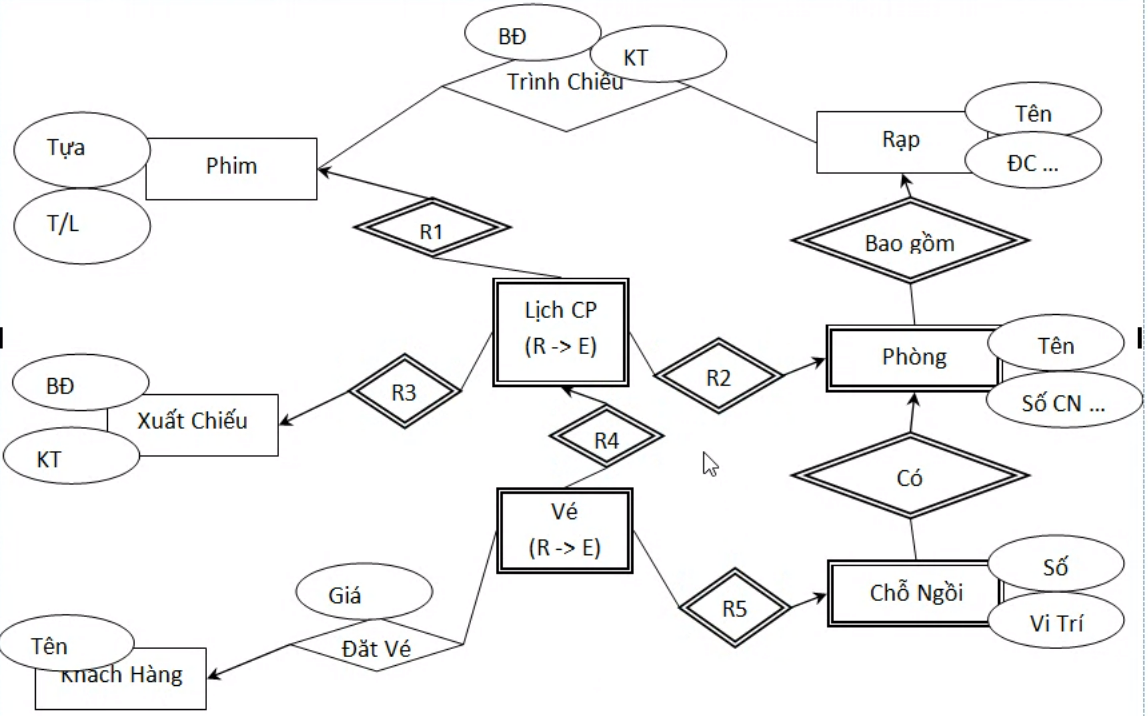 BĐ
KT
Trình Chiếu
Tựa
Phim
T/L
Rạp
Tên
ĐC ...
R1
Bao gồm
Lịch CP
(R -> E)
Phòng
Tên
Số CN ...
R2
R3
BĐ
Xuất Chiếu
KT
R4
Có
Vé
(R -> E)
Chỗ Ngồi
Số
Vi Trí
R5
Giá
Đăt Vé
Tên
Khách Hàng